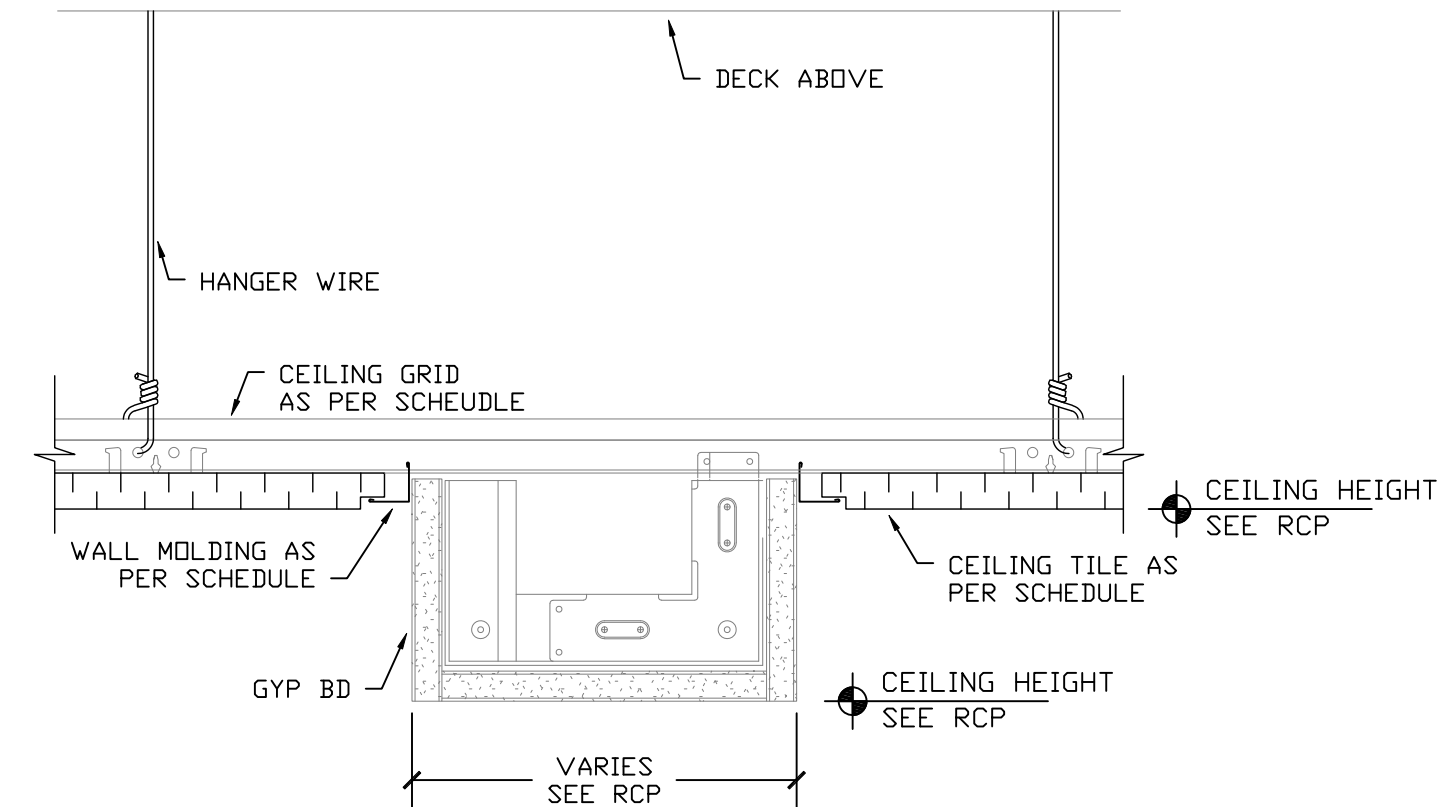 DECK ABOVE
HANGER WIRE
CEILING GRID
AS PER SCHEUDLE
CEILING HEIGHT
SEE RCP
WALL MOLDING AS
PER SCHEDULE
CEILING TILE AS
PER SCHEDULE
GYP BD
CEILING HEIGHT
SEE RCP
VARIES
SEE RCP